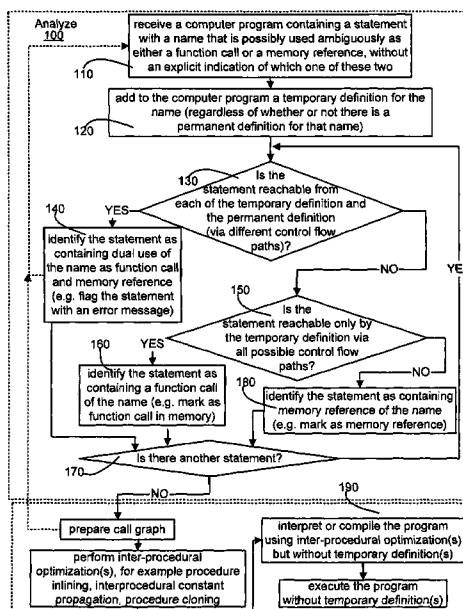 Analyze
100
receive a computer program containing a statement
with a name that is possibly used ambiguously as
either a function call or a memory reference, without
an explicit indication of which one of these two
110
add to the computer program a temporary definition for the
name (regardless of whether or not there is a
permanent definition for that name)
120
130
Is the
statement reachable from
each of the temporary definition and
the permanent definition
(via different control flow
paths)?
YES
140
identify the statement as
containing dual use of
the name as function call
and memory reference
(e.g. flag the statement
with an error message)
NO
YE
150
Is the
statement reachable only by
the temporary definition via
all possible control flow
paths?
YES
160
identify the statement as
containing a function call
of the name (e.g. mark as
function call in memory)
NO
180
identify the statement as containing
memory reference of the name
(e.g. mark as memory reference)
170
Is there another statement?
NO
190
prepare call graph
perform inter-procedural
optimization(s), for example procedure
inlining, interprocedural constant
propagation, procedure cloning
interpret or compile the program
using inter-procedural optimization(s)
but without temporary definition(s)
execute the program
without temporary definition(s)